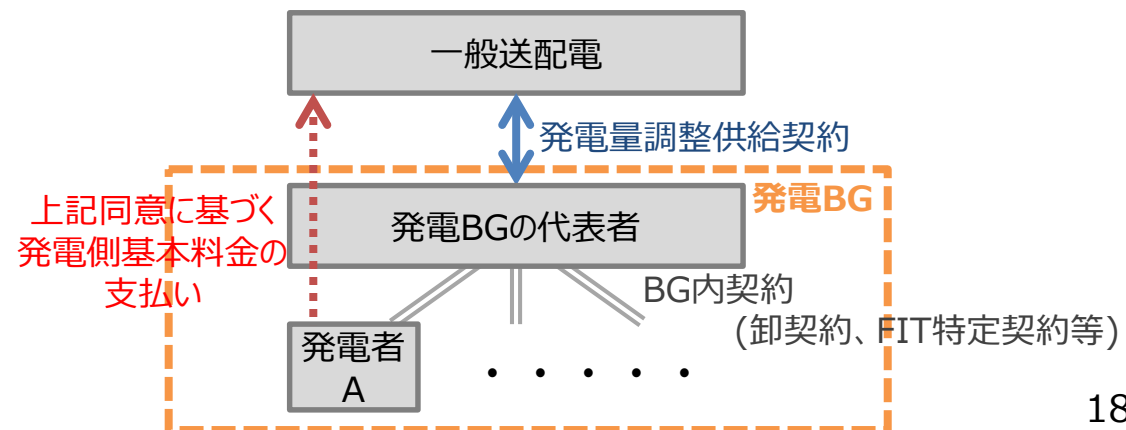 一般送配電
発電量調整供給契約
発電BG
上記同意に基づく
発電側基本料金の
支払い
発電BGの代表者
BG内契約
(卸契約、FIT特定契約等)
発電者
A
・・・・・
18